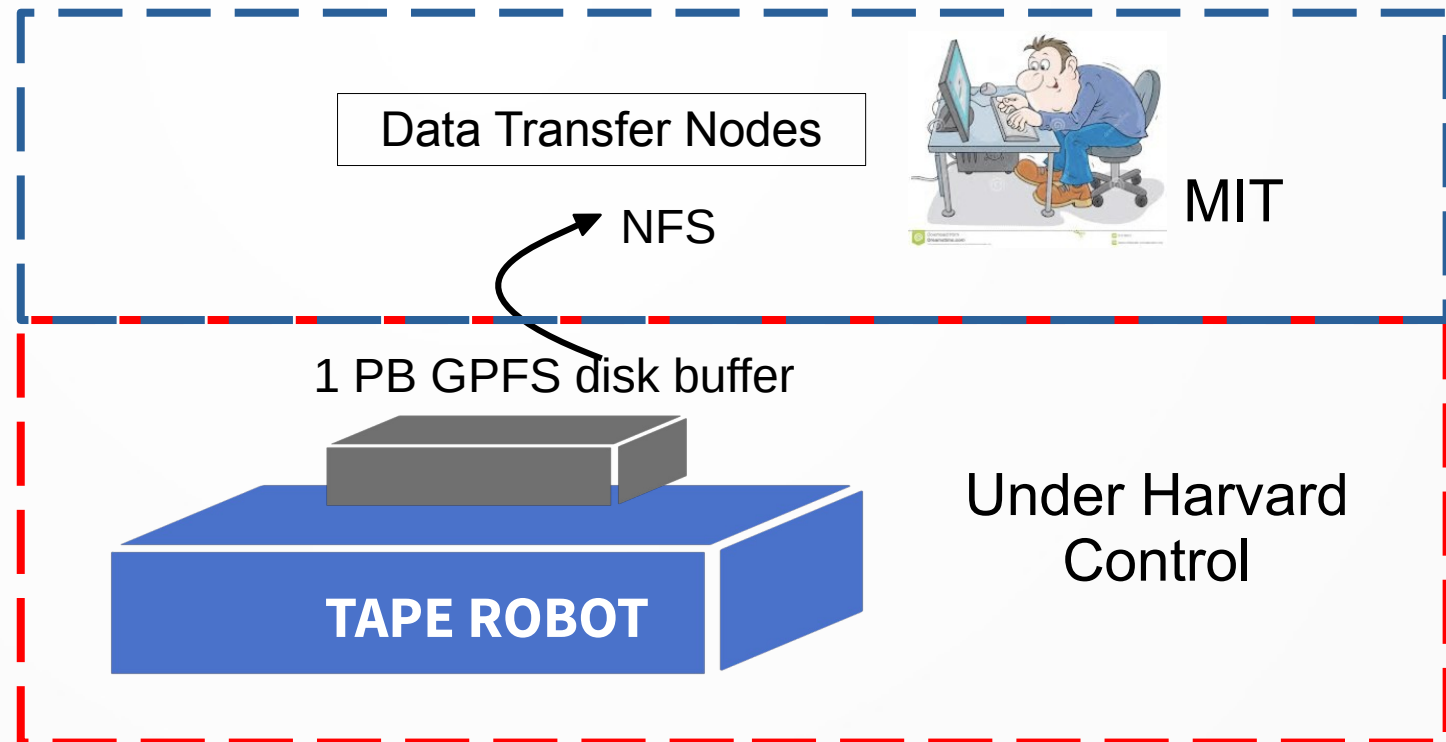 Data Transfer Nodes
NFS
MIT
1 PB GPFS disk buffer
Under Harvard
Control
TAPE ROBOT